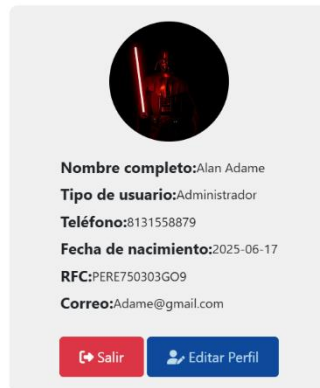 Nombre completo:Alan Adame
Tipo de usuario:Administrador
Teléfono:8131558879
Fecha de nacimiento:2025-06-17
RFC:PERE750303GO9
Correo:Adame@gmail.com
Salir
Editar Perfil